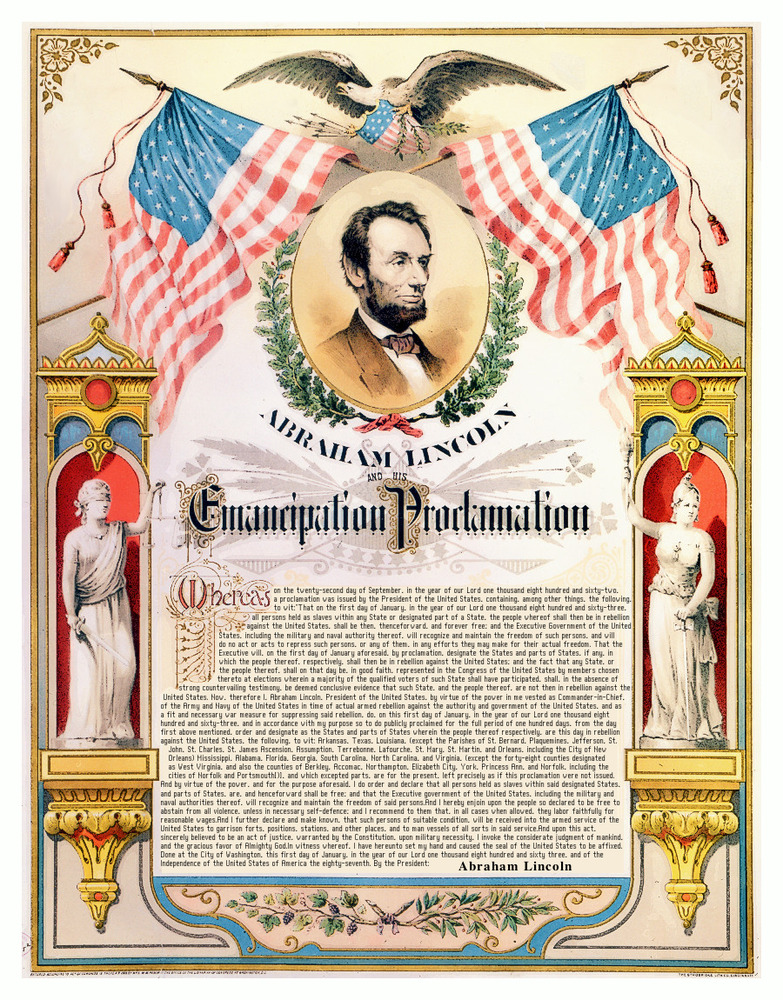 ABRAHAM LINCOLN
AND HIS
Emancipation Proclamation
Whereas on the twenty-second day of September, in the year of our Lord one thousand eight hundred and sixty-two,
a proclamation was issued by the President of the United States, containing, among other things, the following,
to wit:"That on the first day of January, in the year of our Lord one thousand eight hundred and sixty-three,
all persons held as slaves within any State or designated part of a State, the people whereof shall then be in rebellion
against the United States, shall be then, thenceforward, and forever free; and the Executive Government of the United
States, including the military and naval authority thereof, will recognize and maintain the freedom of such persons, and will
do no act or acts to repress such persons, or any of them, in any efforts they may make for their actual freedom. That the
Executive will, on the first day of January aforesaid, by proclamation, designate the States and parts of States, if any, in
which the people thereof, respectively, shall then be in rebellion against the United States; and the fact that any State, or
the people thereof, shall on that day be, in good faith, represented in the Congress of the United States by members chosen
thereto at elections wherein a majority of the qualified voters of such State shall have participated, shall, in the absence of
strong countervailing testimony, be deemed conclusive evidence that such State, and the people thereof, are not then in rebellion against the
United States. Now, therefore I, Abraham Lincoln, President of the United States, by virtue of the power in me vested as Commander-in-Chief,
of the Army and Navy of the United States in time of actual armed rebellion against the authority and government of the United States, and as
a fit and necessary war measure for suppressing said rebellion, do, on this first day of January, in the year of our Lord one thousand eight
hundred and sixty-three, and in accordance with my purpose so to do publicly proclaimed for the full period of one hundred days, from the day
first above mentioned, order and designate as the States and parts of States wherein the people thereof respectively, are this day in rebellion
against the United States, the following, to wit: Arkansas, Texas, Louisiana, (except the Parishes of St. Bernard, Plaquemines, Jefferson, St.
John, St. Charles, St. James Ascension, Assumption, Terrebonne, Lafourche, St. Mary, St. Martin, and Orleans, including the City of New
Orleans) Mississippi, Alabama, Florida, Georgia, South Carolina, North Carolina, and Virginia, (except the forty-eight counties designated
as West Virginia, and also the counties of Berkley, Accomac, Northampton, Elizabeth City, York, Princess Ann, and Norfolk, including the
cities of Norfolk and Portsmouth[)], and which excepted parts, are for the present, left precisely as if this proclamation were not issued.
And by virtue of the power, and for the purpose aforesaid, I do order and declare that all persons held as slaves within said designated States,
and parts of States, are, and henceforward shall be free; and that the Executive government of the United States, including the military and
naval authorities thereof, will recognize and maintain the freedom of said persons.And I hereby enjoin upon the people so declared to be free to
abstain from all violence, unless in necessary self-defence; and I recommend to them that, in all cases when allowed, they labor faithfully for
reasonable wages.And I further declare and make known, that such persons of suitable condition, will be received into the armed service of the
United States to garrison forts, positions, stations, and other places, and to man vessels of all sorts in said service.And upon this act,
sincerely believed to be an act of justice, warranted by the Constitution, upon military necessity, I invoke the considerate judgment of mankind,
and the gracious favor of Almighty God.In witness whereof, I have hereunto set my hand and caused the seal of the United States to be affixed.
Done at the City of Washington, this first day of January, in the year of our Lord one thousand eight hundred and sixty three, and of the
Independence of the United States of America the eighty-seventh. By the President:
Abraham Lincoln